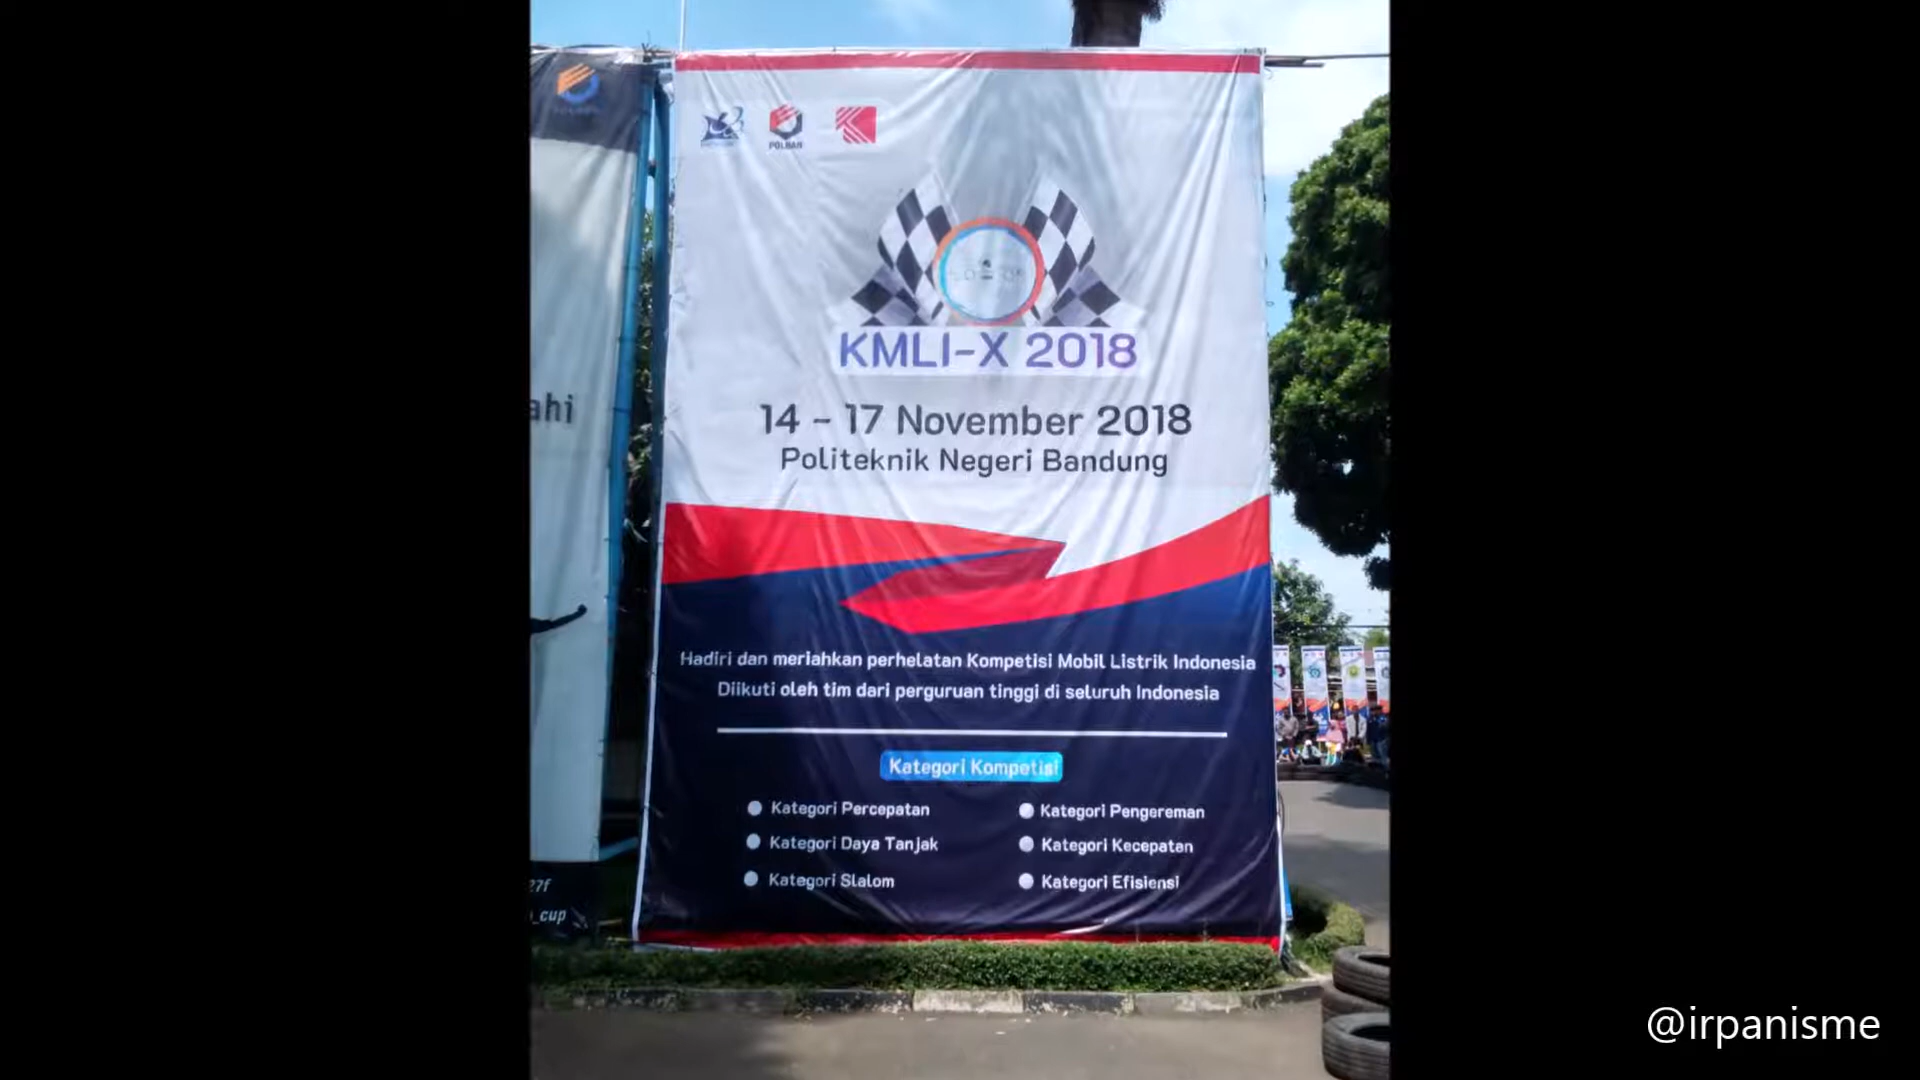 POLBAN
KMLI-X 2018
14 - 17 November 2018
Politeknik Negeri Bandung
Hadiri dan meriahkan perhelatan Kompetisi Mobil Listrik Indonesia
Diikuti oleh tim dari perguruan tinggi di seluruh Indonesia
Kategori Kompetisi
Kategori Percepatan
Kategori Pengereman
Kategori Daya Tanjak
Kategori Kecepatan
Kategori Slalom
Kategori Efisiensi
ahi
27f
_cup
@irpanisme